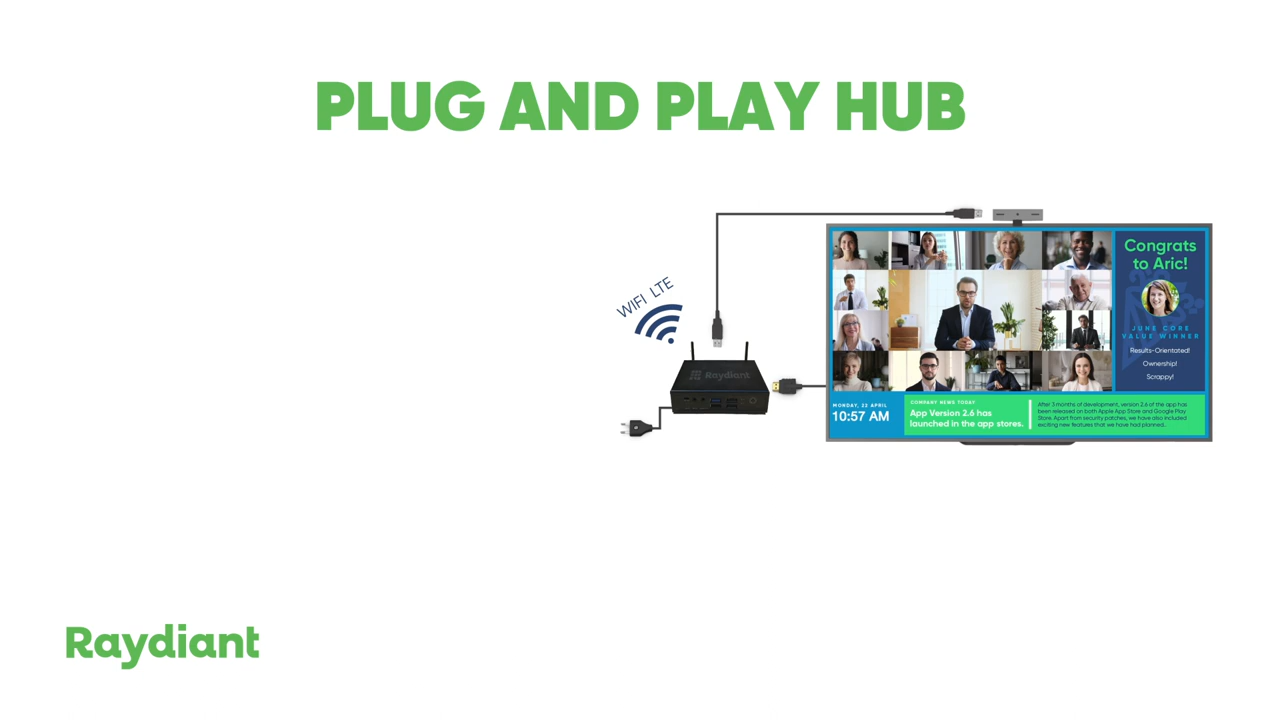 PLUG AND PLAY HUB
WIFI LTE
Raydiant
Congrats
to Aric!
JUNE CORE
VALUE WINNER
Results-Orientated!
Ownership!
Scrappy!
MONDAY, 22 APRIL
10:57 AM
COMPANY NEWS TODAY
App Version 2.6 has
launched in the app stores.
After 3 months of development, version 2.6 of the app has
been released on both Apple App Store and Google Play
Store. Apart from security patches, we have also included
exciting new features that we have had planned..
Raydiant